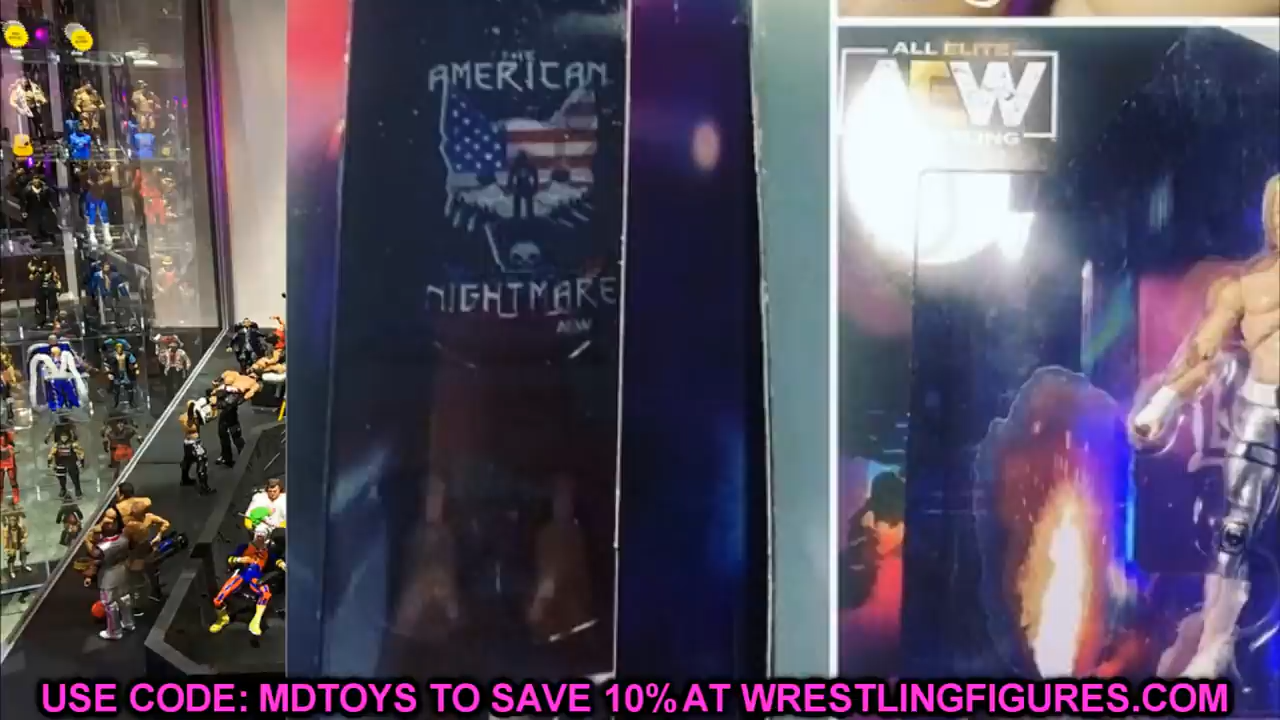 THE
AMERICAN
NIGHTMARE
AEW
ALL ELITE
AEW
USE CODE: MDTOYS TO SAVE 10% AT WRESTLINGFIGURES.COM